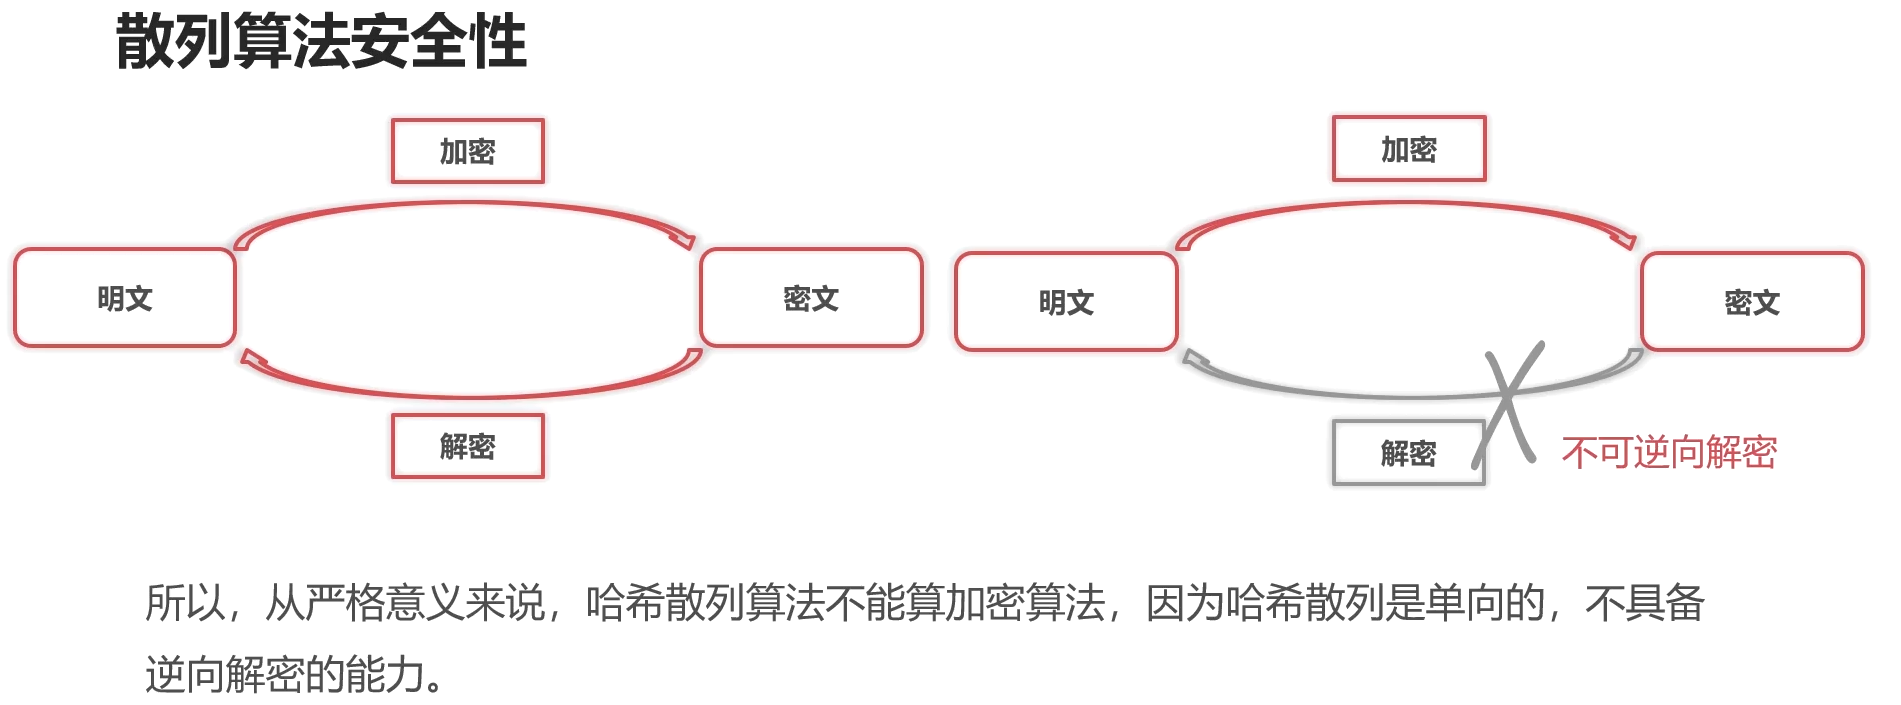 散列算法安全性
加密
明文
密文
解密
加密
明文
密文
解密
不可逆向解密
所以，从严格意义来说，哈希散列算法不能算加密算法，因为哈希散列是单向的，不具备
逆向解密的能力。